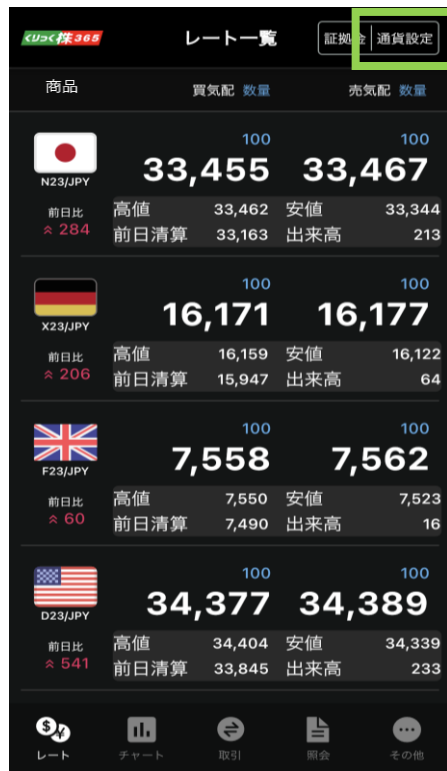 くりっく株365 レート一覧 証拠金 通貨設定
商品 買気配 数量 売気配 数量
100 100
N23/JPY 33,455 33,467
前日比 高値 33,462 安値 33,344
284 前日清算 33,163 出来高 213
100 100
X23/JPY 16,171 16,177
前日比 高値 16,159 安値 16,122
206 前日清算 15,947 出来高 64
100 100
F23/JPY 7,558 7,562
前日比 高値 7,550 安値 7,523
60 前日清算 7,490 出来高 16
100 100
D23/JPY 34,377 34,389
前日比 高値 34,404 安値 34,339
541 前日清算 33,845 出来高 233
レート チャート 取引 照会 その他